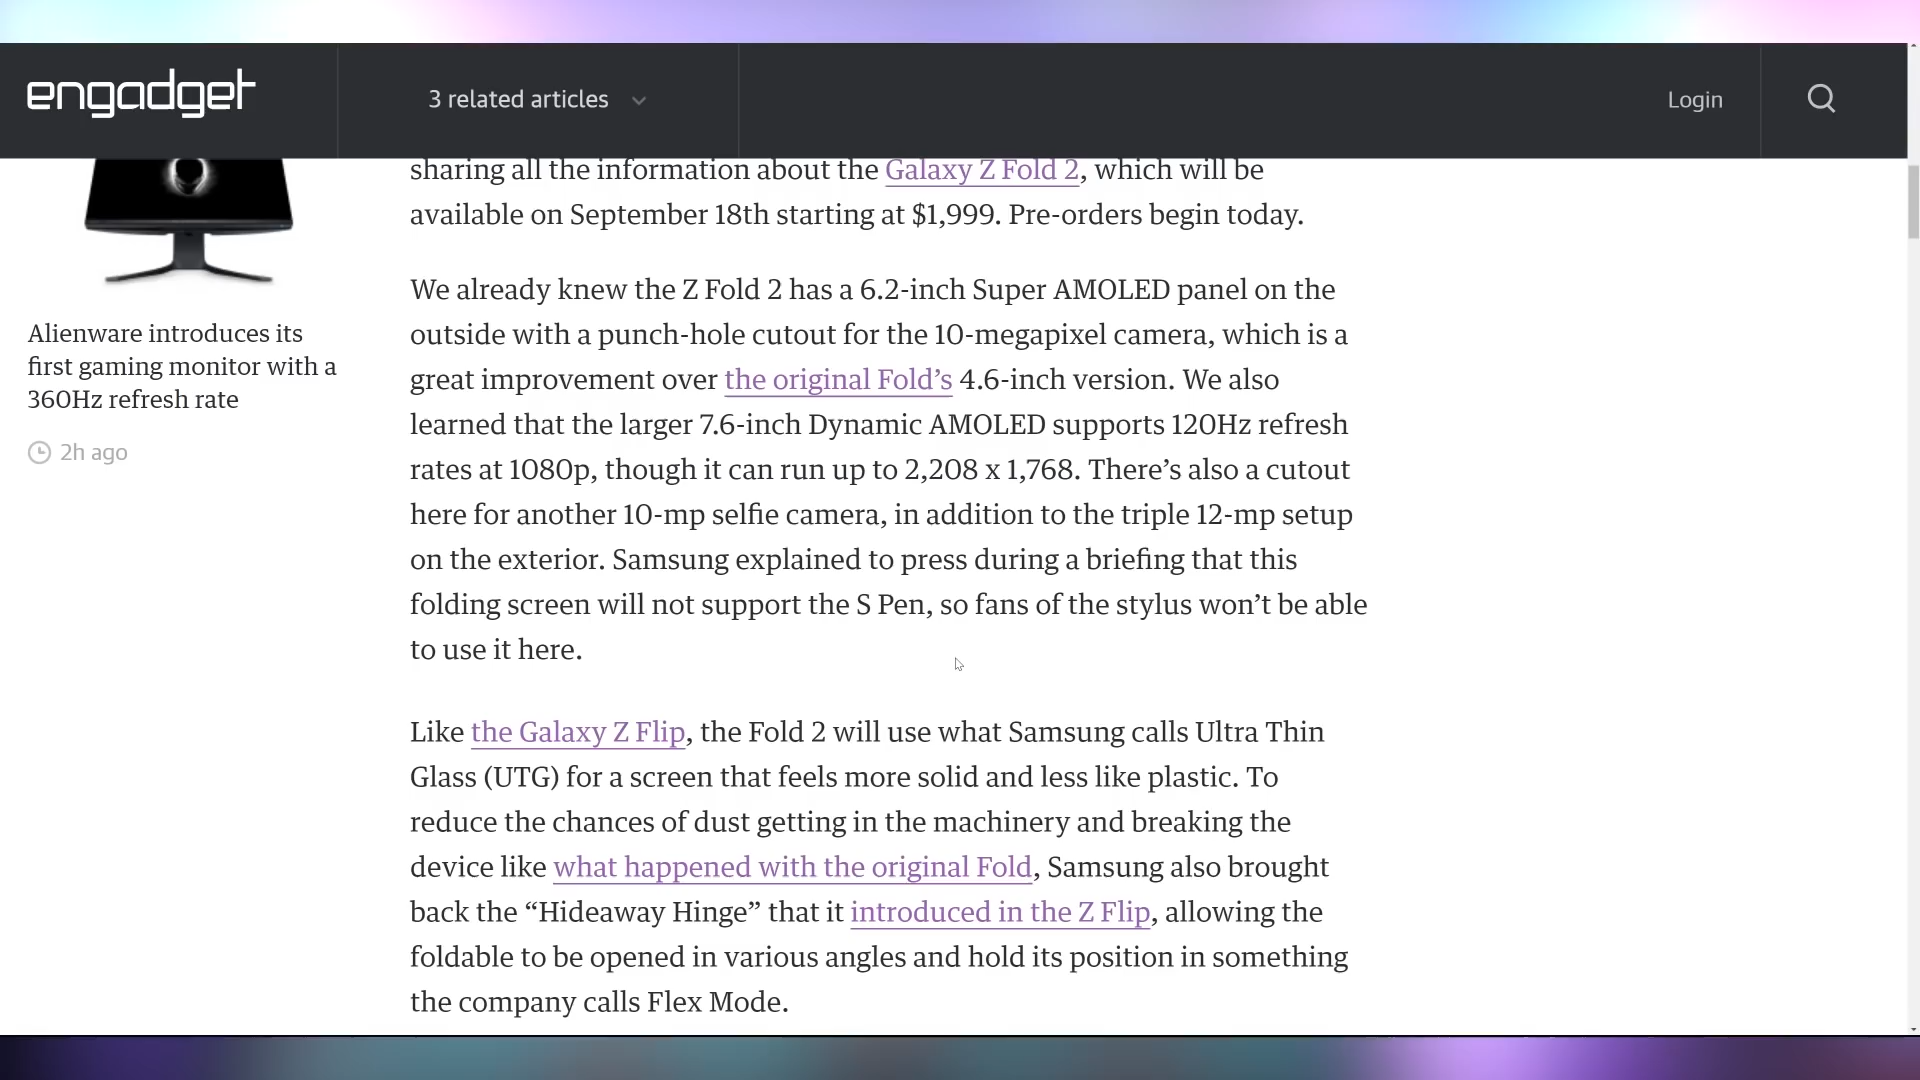 engadget
3 related articles
Login
Alienware introduces its
first gaming monitor with a
360Hz refresh rate
2h ago
sharing all the information about the Galaxy Z Fold 2, which will be
available on September 18th starting at $1,999. Pre-orders begin today.
We already knew the Z Fold 2 has a 6.2-inch Super AMOLED panel on the
outside with a punch-hole cutout for the 10-megapixel camera, which is a
great improvement over the original Fold’s 4.6-inch version. We also
learned that the larger 7.6-inch Dynamic AMOLED supports 120Hz refresh
rates at 1080p, though it can run up to 2,208 x 1,768. There’s also a cutout
here for another 10-mp selfie camera, in addition to the triple 12-mp setup
on the exterior. Samsung explained to press during a briefing that this
folding screen will not support the S Pen, so fans of the stylus won’t be able
to use it here.
Like the Galaxy Z Flip, the Fold 2 will use what Samsung calls Ultra Thin
Glass (UTG) for a screen that feels more solid and less like plastic. To
reduce the chances of dust getting in the machinery and breaking the
device like what happened with the original Fold, Samsung also brought
back the “Hideaway Hinge” that it introduced in the Z Flip, allowing the
foldable to be opened in various angles and hold its position in something
the company calls Flex Mode.